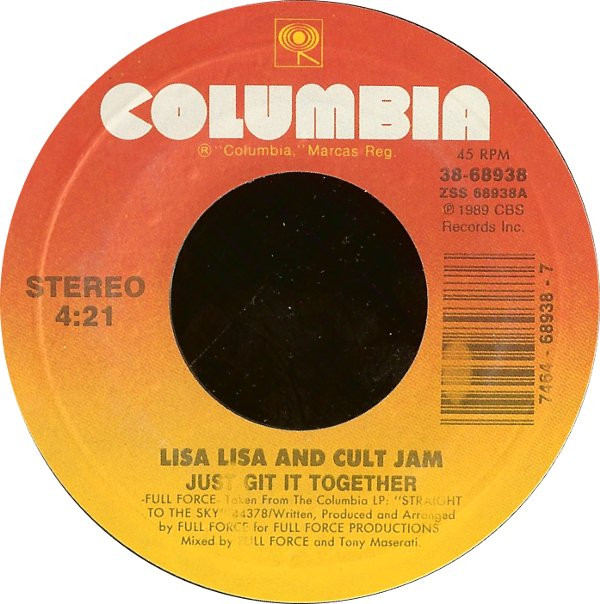 COLUMBIA
® "Columbia," Marcas Reg.
45 RPM
38-68938
ZSS 68938A
℗ 1989 CBS
Records Inc.
STEREO
4:21
7464-68938-7
LISA LISA AND CULT JAM
JUST GIT IT TOGETHER
-FULL FORCE- Taken From The Columbia LP: "STRAIGHT
TO THE SKY" 44378/Written, Produced and Arranged
by FULL FORCE for FULL FORCE PRODUCTIONS
Mixed by FULL FORCE and Tony Maserati.